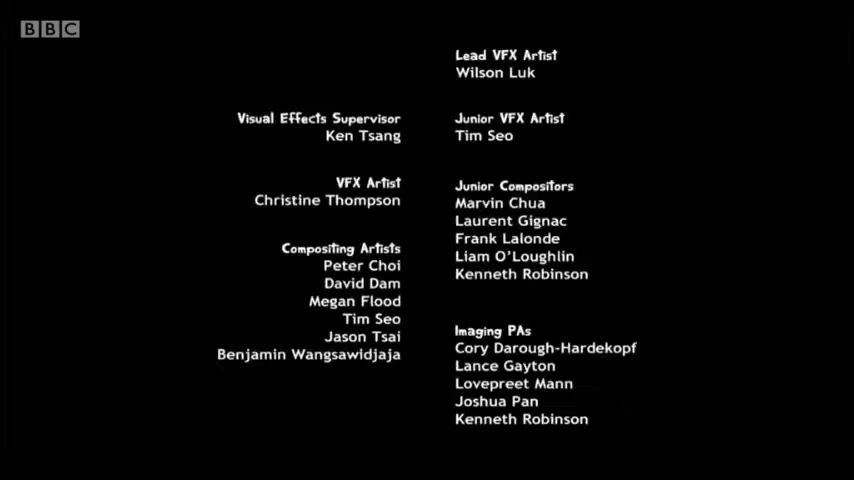 BBC
Lead VFX Artist
Wilson Luk
Visual Effects Supervisor
Ken Tsang
Junior VFX Artist
Tim Seo
VFX Artist
Christine Thompson
Junior Compositors
Marvin Chua
Laurent Gignac
Frank Lalonde
Liam O'Loughlin
Kenneth Robinson
Compositing Artists
Peter Choi
David Dam
Megan Flood
Tim Seo
Jason Tsai
Benjamin Wangsawidjaja
Imaging PAs
Cory Darough-Hardekopf
Lance Gayton
Lovepreet Mann
Joshua Pan
Kenneth Robinson